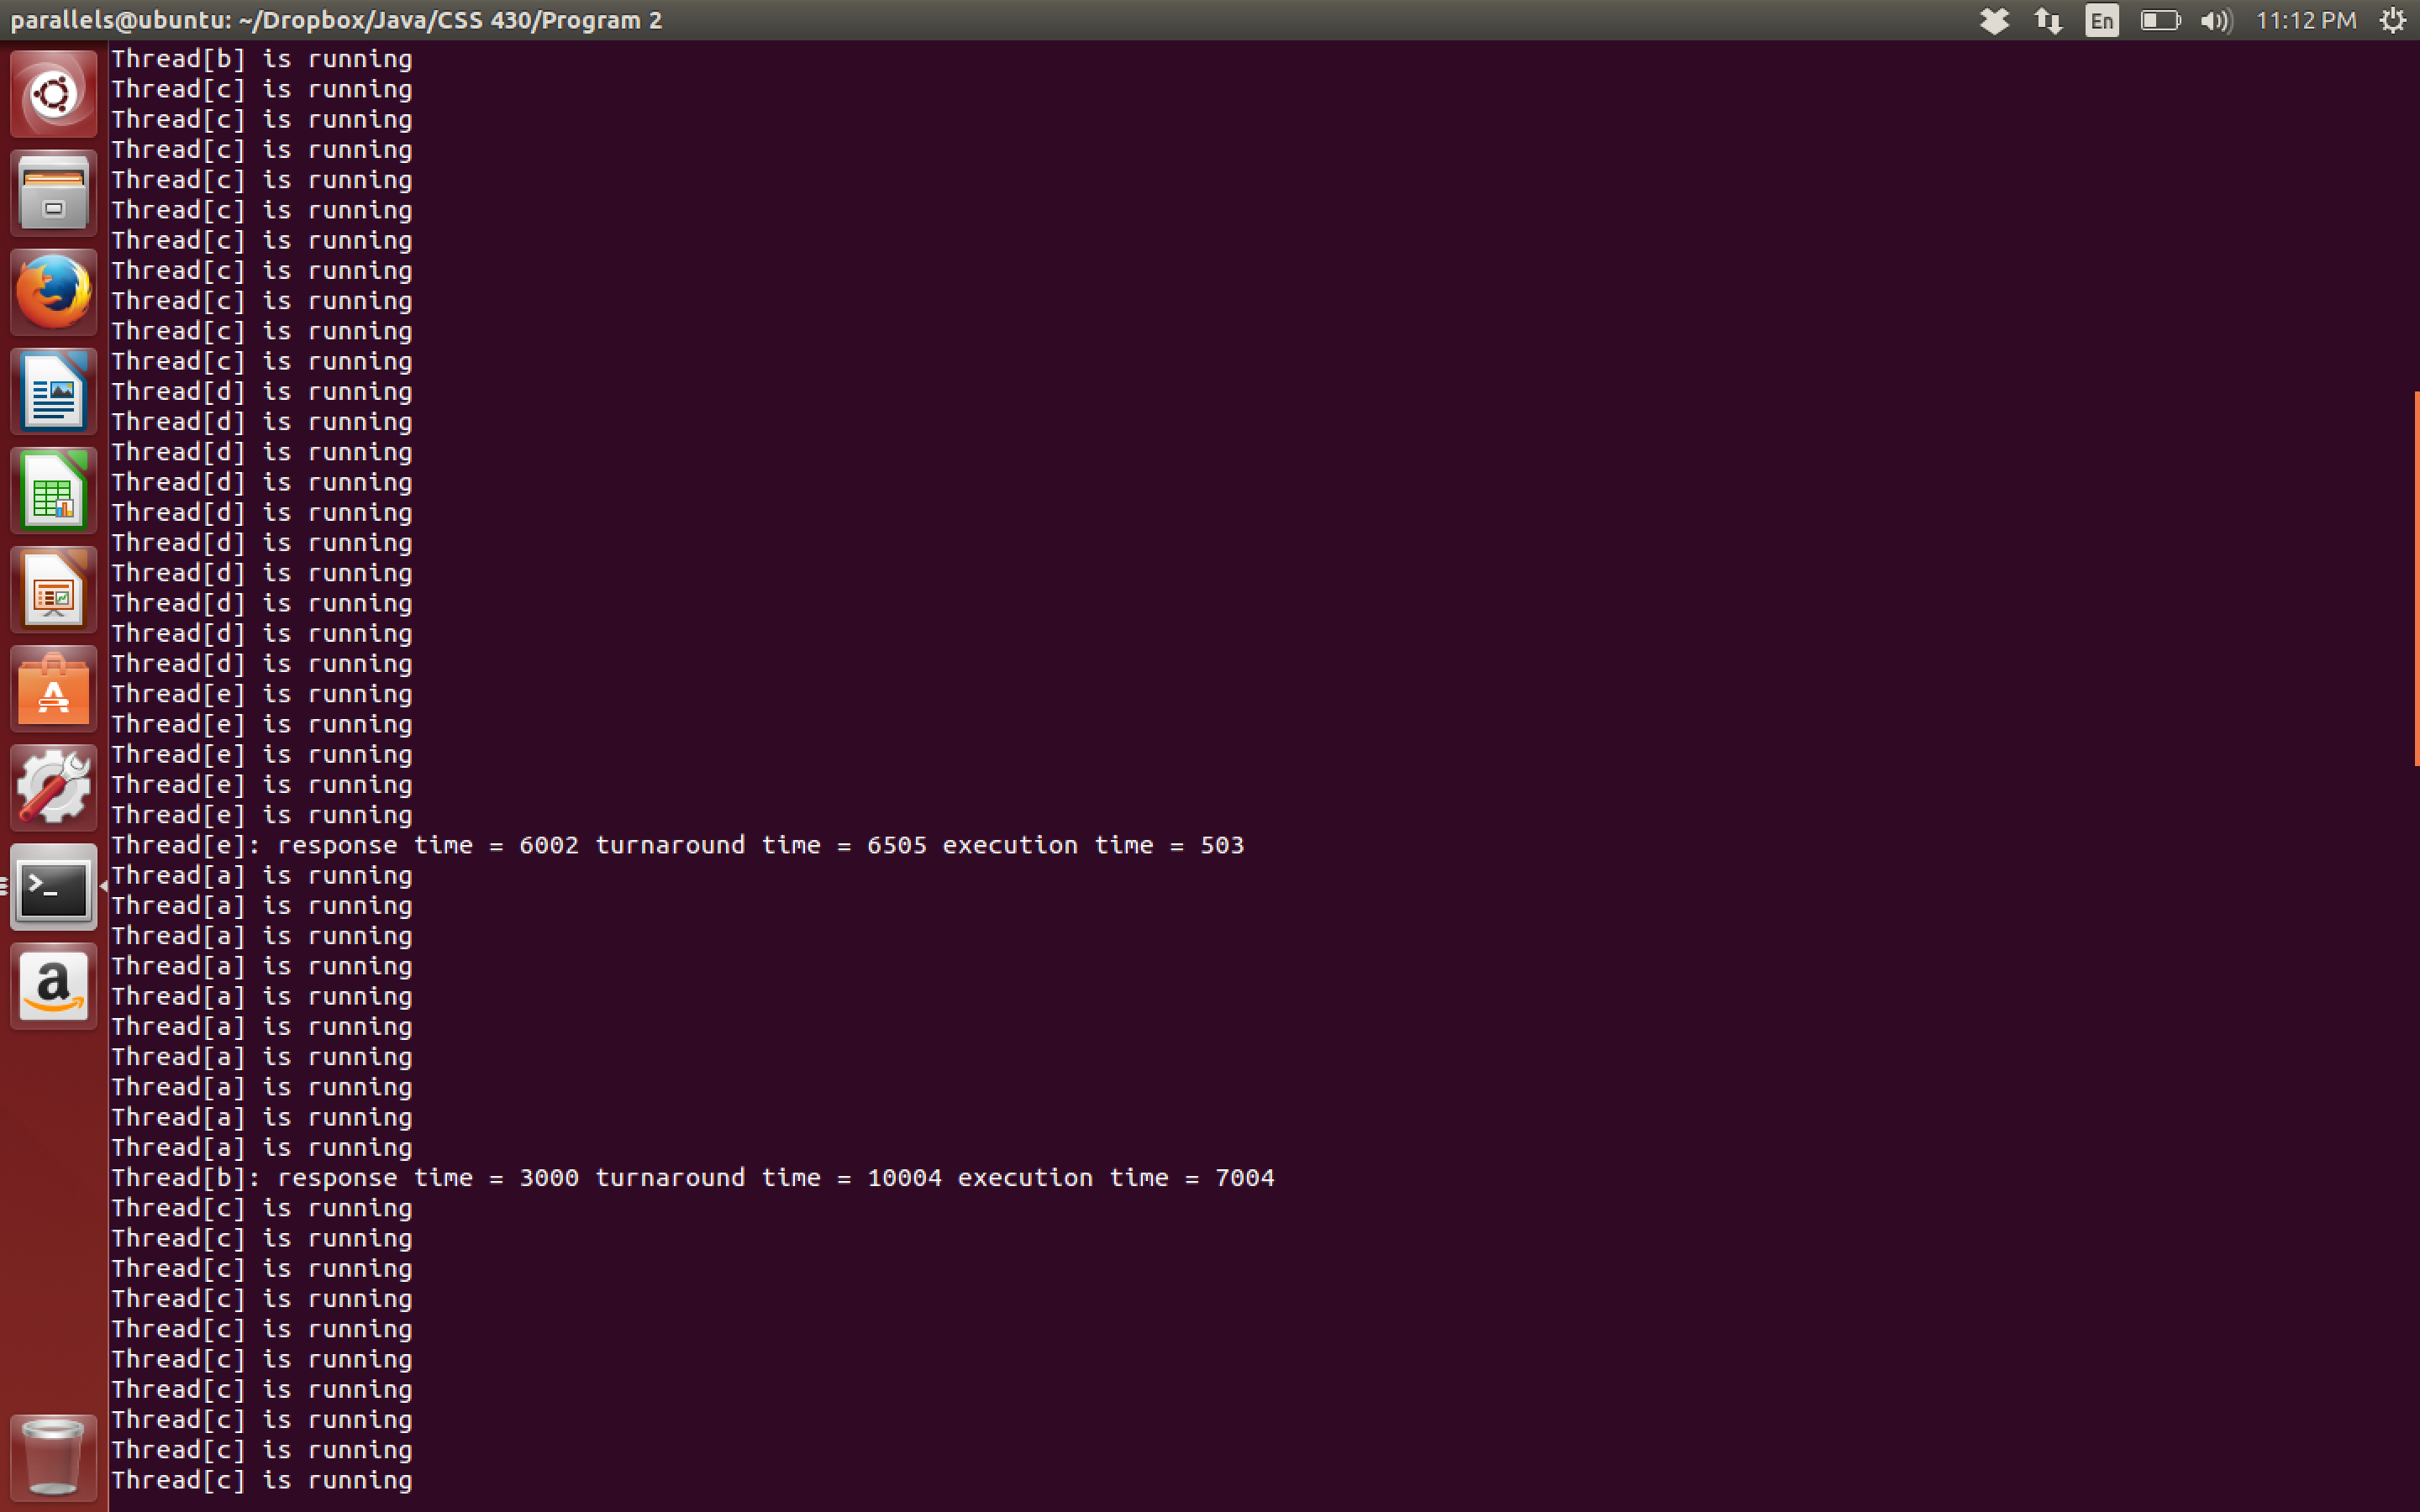 parallels@ubuntu: ~/Dropbox/Java/CSS 430/Program 2
En
11:12 PM
Thread[b] is running
Thread[c] is running
Thread[c] is running
Thread[c] is running
Thread[c] is running
Thread[c] is running
Thread[c] is running
Thread[c] is running
Thread[c] is running
Thread[c] is running
Thread[c] is running
Thread[d] is running
Thread[d] is running
Thread[d] is running
Thread[d] is running
Thread[d] is running
Thread[d] is running
Thread[d] is running
Thread[d] is running
Thread[d] is running
Thread[d] is running
Thread[e] is running
Thread[e] is running
Thread[e] is running
Thread[e] is running
Thread[e] is running
Thread[e]: response time = 6002 turnaround time = 6505 execution time = 503
Thread[a] is running
Thread[a] is running
Thread[a] is running
Thread[a] is running
Thread[a] is running
Thread[a] is running
Thread[a] is running
Thread[a] is running
Thread[a] is running
Thread[a] is running
Thread[b]: response time = 3000 turnaround time = 10004 execution time = 7004
Thread[c] is running
Thread[c] is running
Thread[c] is running
Thread[c] is running
Thread[c] is running
Thread[c] is running
Thread[c] is running
Thread[c] is running
Thread[c] is running
Thread[c] is running